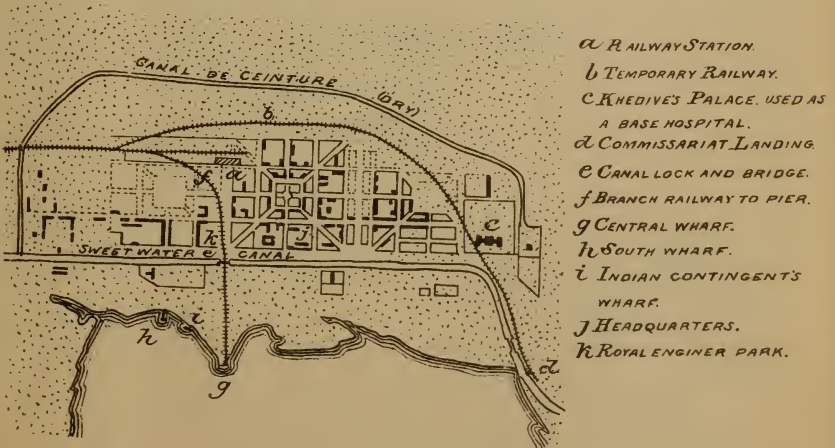 CANAL DE CEINTURE (DRY)
b
f a
c
k j
SWEET WATER e CANAL
h i
g
d
a RAILWAY STATION.
b TEMPORARY RAILWAY.
c KHEDIVE'S PALACE. USED AS
A BASE HOSPITAL.
d COMMISSARIAT LANDING.
e CANAL LOCK AND BRIDGE.
f BRANCH RAILWAY TO PIER.
g CENTRAL WHARF.
h SOUTH WHARF.
i INDIAN CONTINGENT'S
WHARF.
J HEADQUARTERS.
k ROYAL ENGINER PARK.